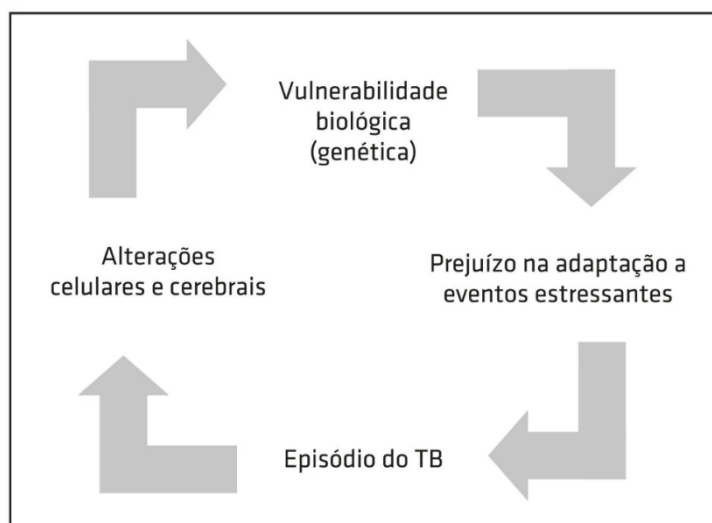 Vulnerabilidade
biológica
(genética)
Alterações
celulares e cerebrais
Prejuízo na adaptação a
eventos estressantes
Episódio do TB